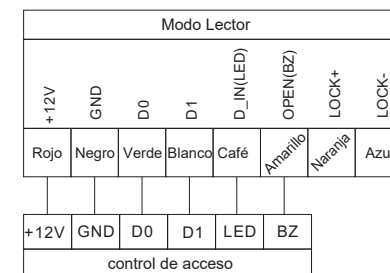 Modo Lector
+12V GND D0 D1 D_IN(LED) OPEN(BZ) LOCK+ LOCK-
Rojo Negro Verde Blanco Café Amarillo Naranja Azu
+12V GND D0 D1 LED BZ
control de acceso